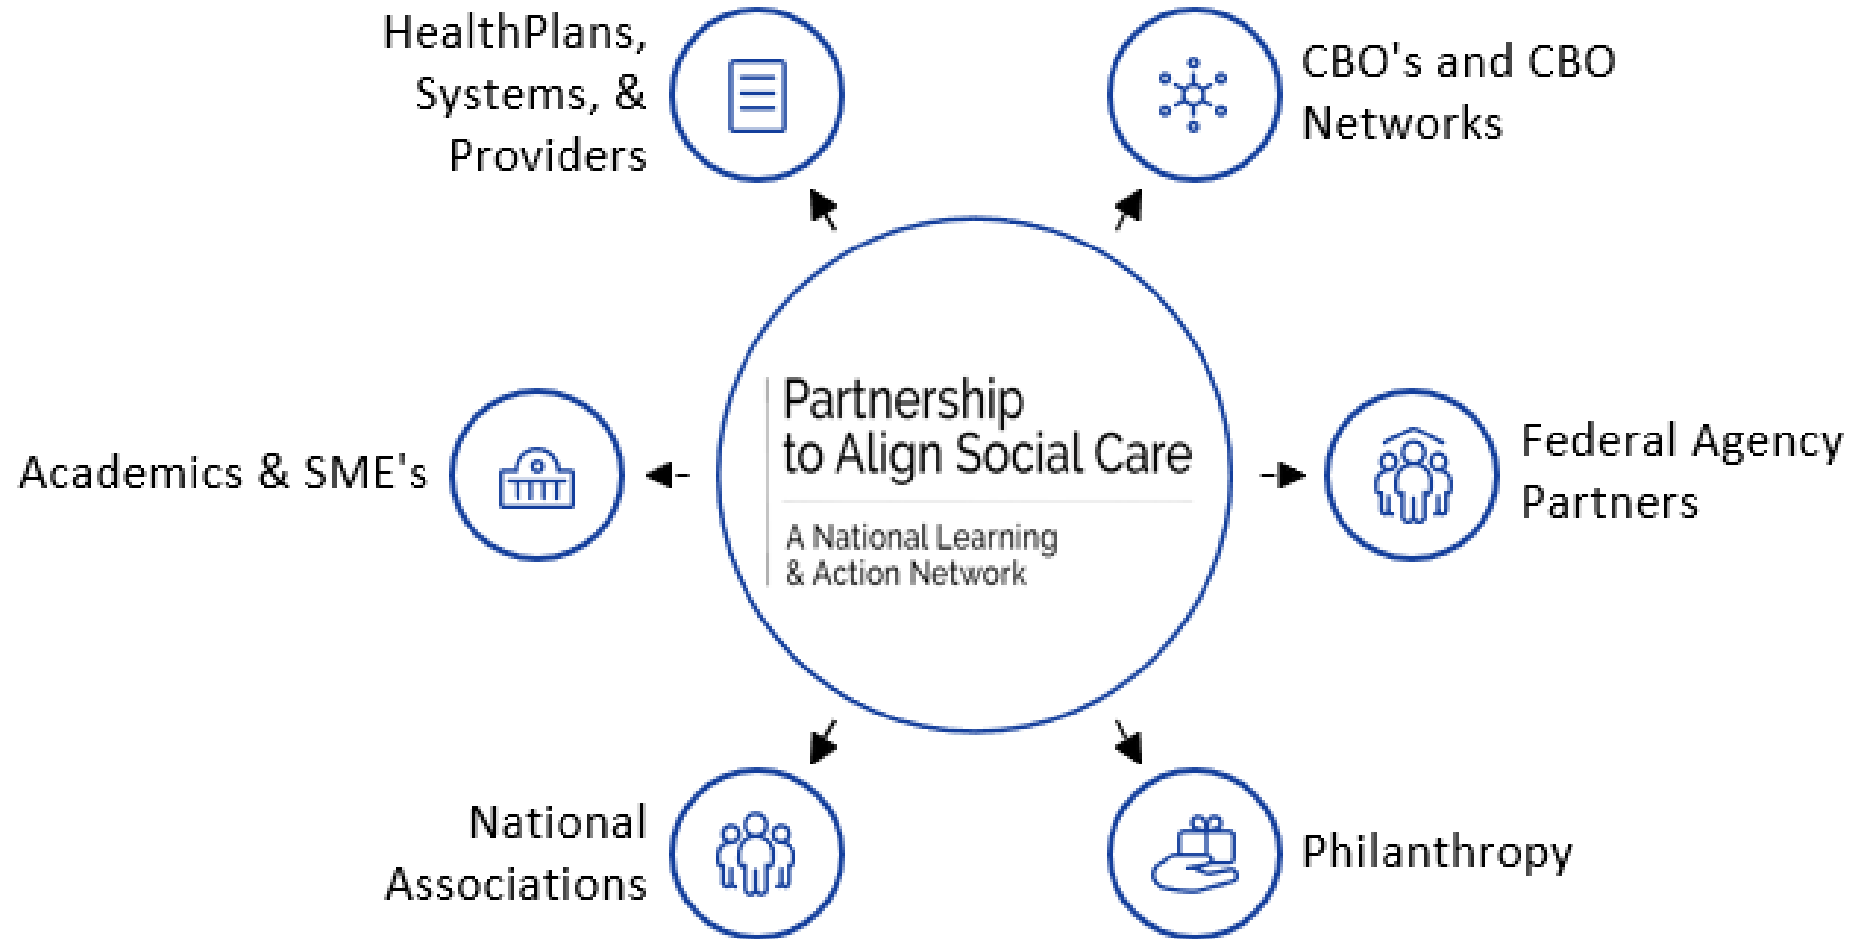 HealthPlans,
Systems, &
Providers
CBO's and CBO
Networks
Academics & SME's
Partnership
to Align Social Care
A National Learning
& Action Network
Federal Agency
Partners
National
Associations
Philanthropy